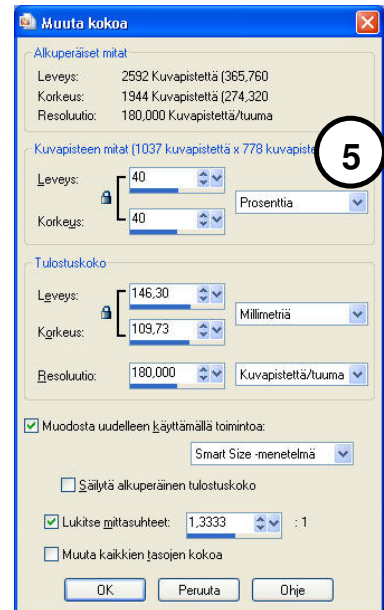 Muuta kokoa
Alkuperäiset mitat
Leveys: 2592 Kuvapistettä (365,760
Korkeus: 1944 Kuvapistettä (274,320
Resoluutio: 180,000 Kuvapistettä/tuuma
Kuvapisteen mitat (1037 kuvapistettä x 778 kuvapiste
5
Leveys: 40
Prosenttia
Korkeus: 40
Tulostuskoko
Leveys: 146,30
Millimetriä
Korkeus: 109,73
Resoluutio: 180,000 Kuvapistettä/tuuma
Muodosta uudelleen käyttämällä toimintoa:
Smart Size -menetelmä
Säilytä alkuperäinen tulostuskoko
Lukitse mittasuhteet: 1,3333 : 1
Muuta kaikkien tasojen kokoa
OK Peruuta Ohje